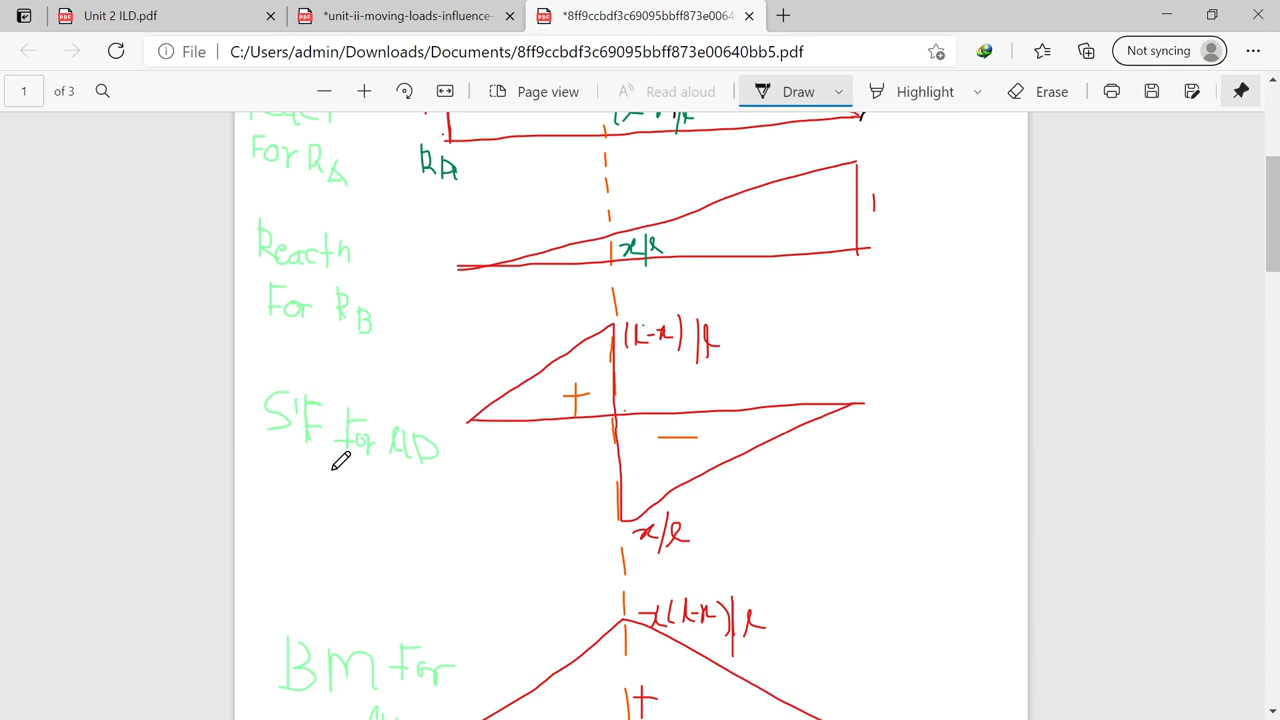 Unit 2 ILD.pdf
*unit-ii-moving-loads-influence-
*8ff9ccbdf3c69095bbff873e0064
File
C:/Users/admin/Downloads/Documents/8ff9ccbdf3c69095bbff873e00640bb5.pdf
Not syncing
1 of 3
Page view
Read aloud
Draw
Highlight
Erase
For RA
RA
1
x/l
Reactn
For RB
(l-x)/l
+
SF For ILD
—
x/l
x(l-x)/l
BM For
+